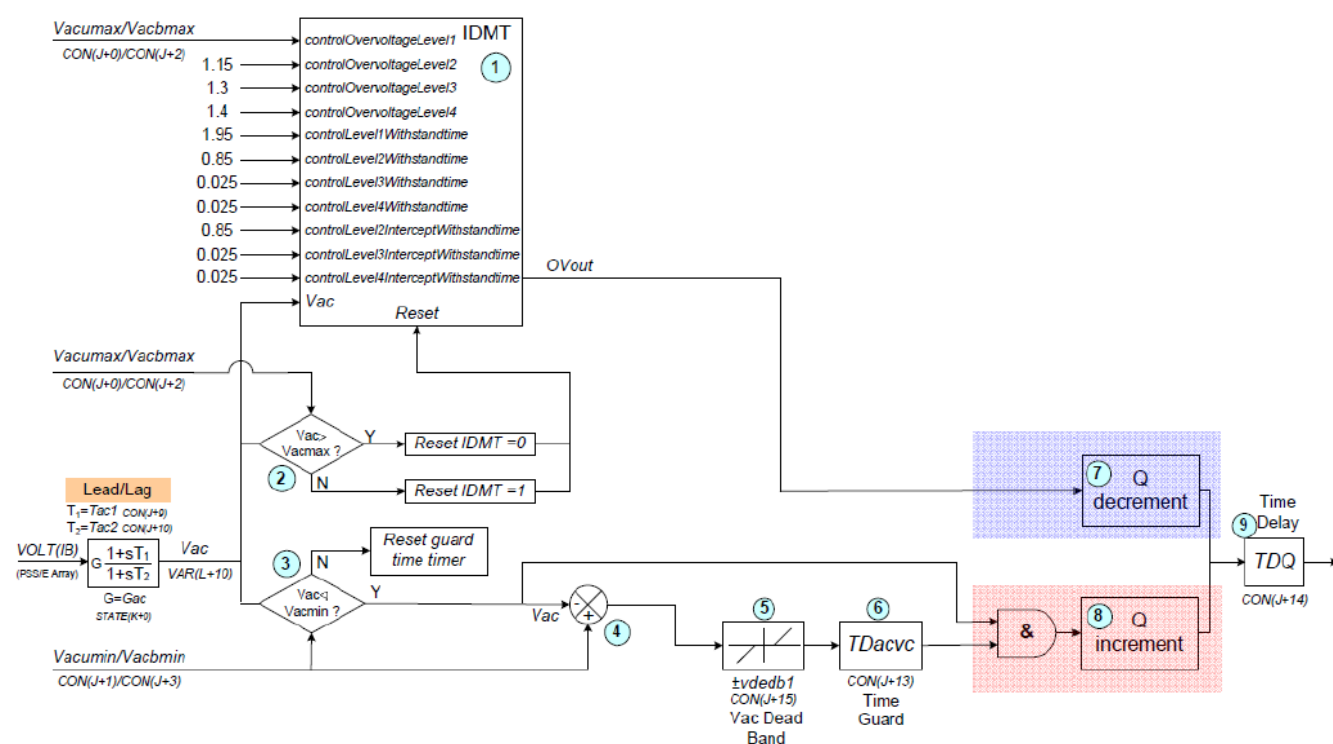 Vacumax/Vacbmax
CON(J+0)/CON(J+2)
IDMT
1
controlOvervoltageLevel1
1.15 controlOvervoltageLevel2
1.3 controlOvervoltageLevel3
1.4 controlOvervoltageLevel4
1.95 controlLevel1Withstandtime
0.85 controlLevel2Withstandtime
0.025 controlLevel3Withstandtime
0.025 controlLevel4Withstandtime
0.85 controlLevel2InterceptWithstandtime
0.025 controlLevel3InterceptWithstandtime
0.025 controlLevel4InterceptWithstandtime
Vac
Reset
OVout
Vacumax/Vacbmax
CON(J+0)/CON(J+2)
Vac>
Vacmax ?
2
Y
N
Reset IDMT =0
Reset IDMT =1
Lead/Lag
T1=Tac1 CON(J+9)
T2=Tac2 CON(J+10)
VOLT(IB)
(PSS/E Array)
G 1+sT1
1+sT2
G=Gac
STATE(K+0)
Vac
VAR(L+10)
3
Vac<
Vacmin ?
N
Y
Reset guard
time timer
Vacumin/Vacbmin
CON(J+1)/CON(J+3)
Vac
-
+
4
5
±vdedb1
CON(J+15)
Vac Dead
Band
6
TDacvc
CON(J+13)
Time
Guard
7
Q
decrement
&
8
Q
increment
9
Time
Delay
TDQ
CON(J+14)